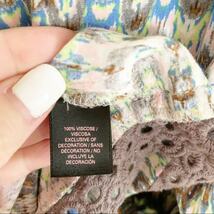 100% VISCOSE /
VISCOSA
EXCLUSIVE OF
DECORATION / SANS
DÉCORATION / NO
INCLUYE LA
DECORACIÓN